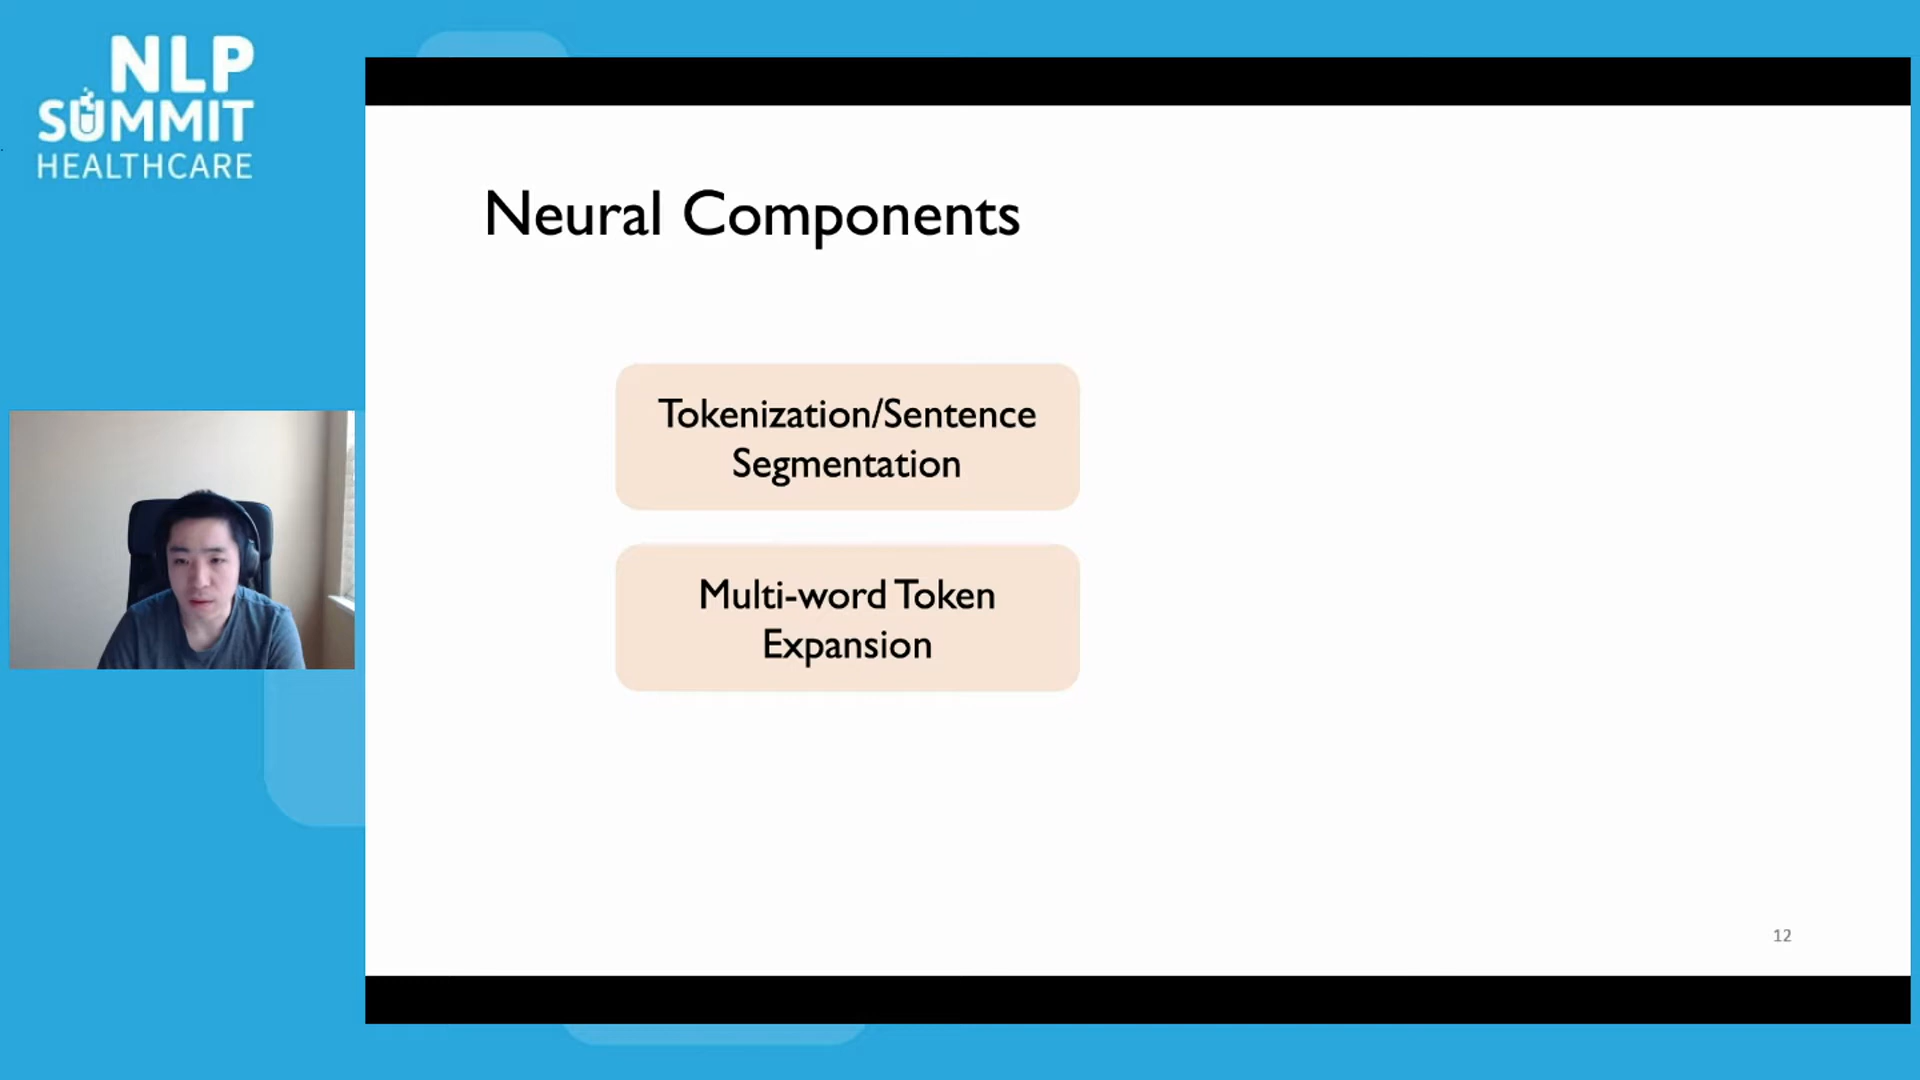 NLP
SUMMIT
HEALTHCARE
Neural Components
Tokenization/Sentence
Segmentation
Multi-word Token
Expansion
12